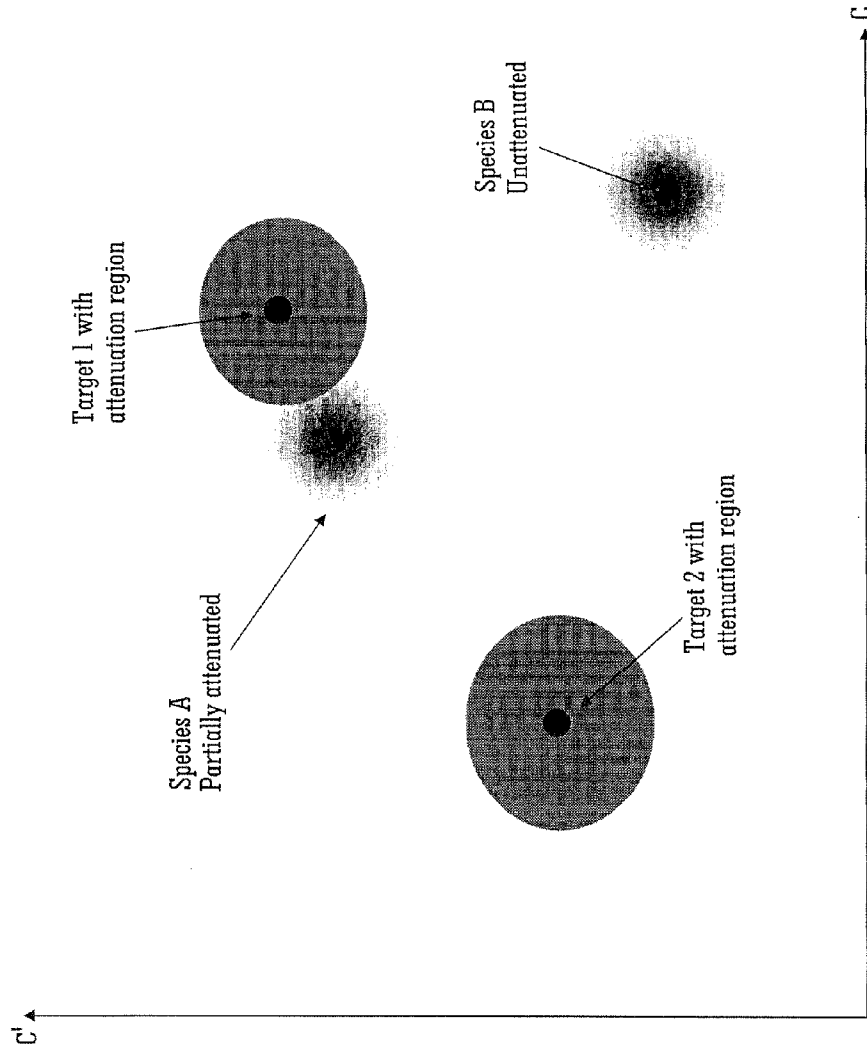 C'
Species A
Partially attenuated
Target 1 with
attenuation region
Target 2 with
attenuation region
Species B
Unattenuated
C